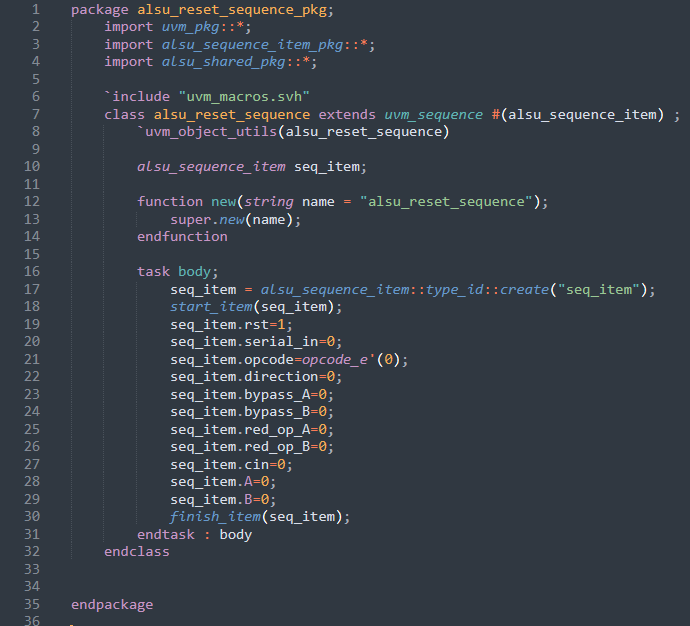 1 package alsu_reset_sequence_pkg;
2 import uvm_pkg::*;
3 import alsu_sequence_item_pkg::*;
4 import alsu_shared_pkg::*;
5
6 `include "uvm_macros.svh"
7 class alsu_reset_sequence extends uvm_sequence #(alsu_sequence_item) ;
8 `uvm_object_utils(alsu_reset_sequence)
9
10 alsu_sequence_item seq_item;
11
12 function new(string name = "alsu_reset_sequence");
13 super.new(name);
14 endfunction
15
16 task body;
17 seq_item = alsu_sequence_item::type_id::create("seq_item");
18 start_item(seq_item);
19 seq_item.rst=1;
20 seq_item.serial_in=0;
21 seq_item.opcode=opcode_e'(0);
22 seq_item.direction=0;
23 seq_item.bypass_A=0;
24 seq_item.bypass_B=0;
25 seq_item.red_op_A=0;
26 seq_item.red_op_B=0;
27 seq_item.cin=0;
28 seq_item.A=0;
29 seq_item.B=0;
30 finish_item(seq_item);
31 endtask : body
32 endclass
33
34
35 endpackage
36